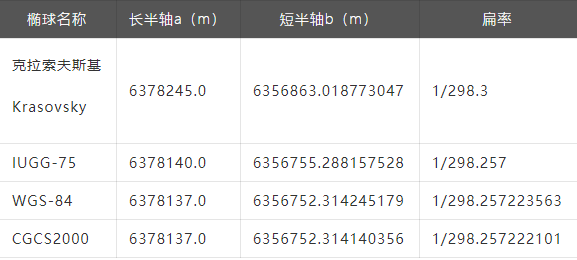 椭球名称 长半轴a（m） 短半轴b（m） 扁率
克拉索夫斯基
Krasovsky 6378245.0 6356863.018773047 1/298.3
IUGG-75 6378140.0 6356755.288157528 1/298.257
WGS-84 6378137.0 6356752.314245179 1/298.257223563
CGCS2000 6378137.0 6356752.314140356 1/298.257222101